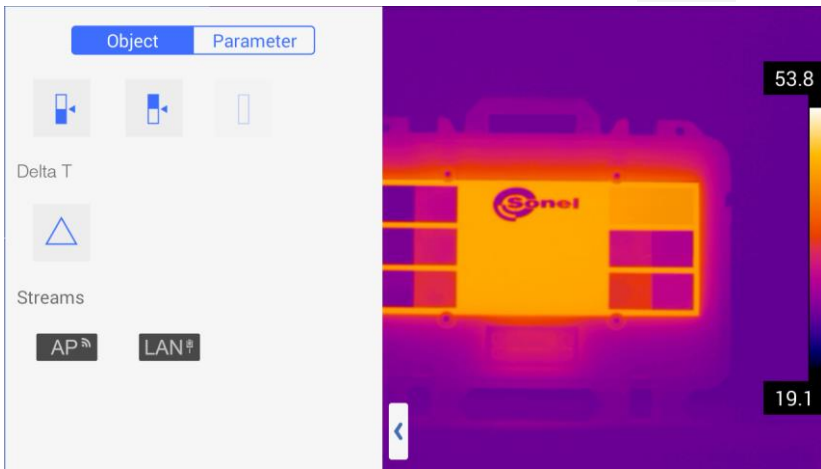 Object Parameter
53.8
Delta T
Sonel
Streams
AP LAN
19.1